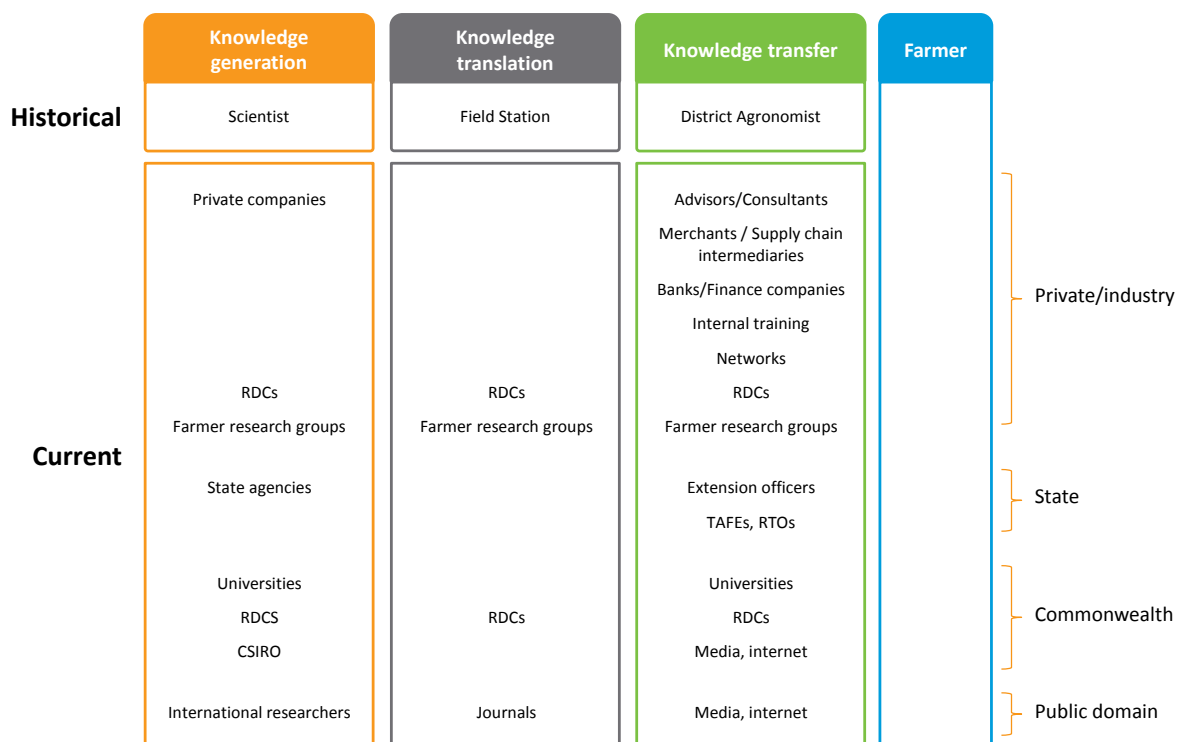 Knowledge
generation
Knowledge
translation
Knowledge transfer
Farmer
Historical
Scientist
Field Station
District Agronomist
Private companies
Advisors/Consultants
Merchants / Supply chain
intermediaries
Banks/Finance companies
Private/industry
Internal training
Networks
RDCs
RDCs
RDCs
Farmer research groups
Farmer research groups
Farmer research groups
Current
State agencies
Extension officers
State
TAFEs, RTOs
Universities
Universities
RDCS
RDCs
RDCs
Commonwealth
CSIRO
Media, internet
International researchers
Journals
Media, internet
Public domain